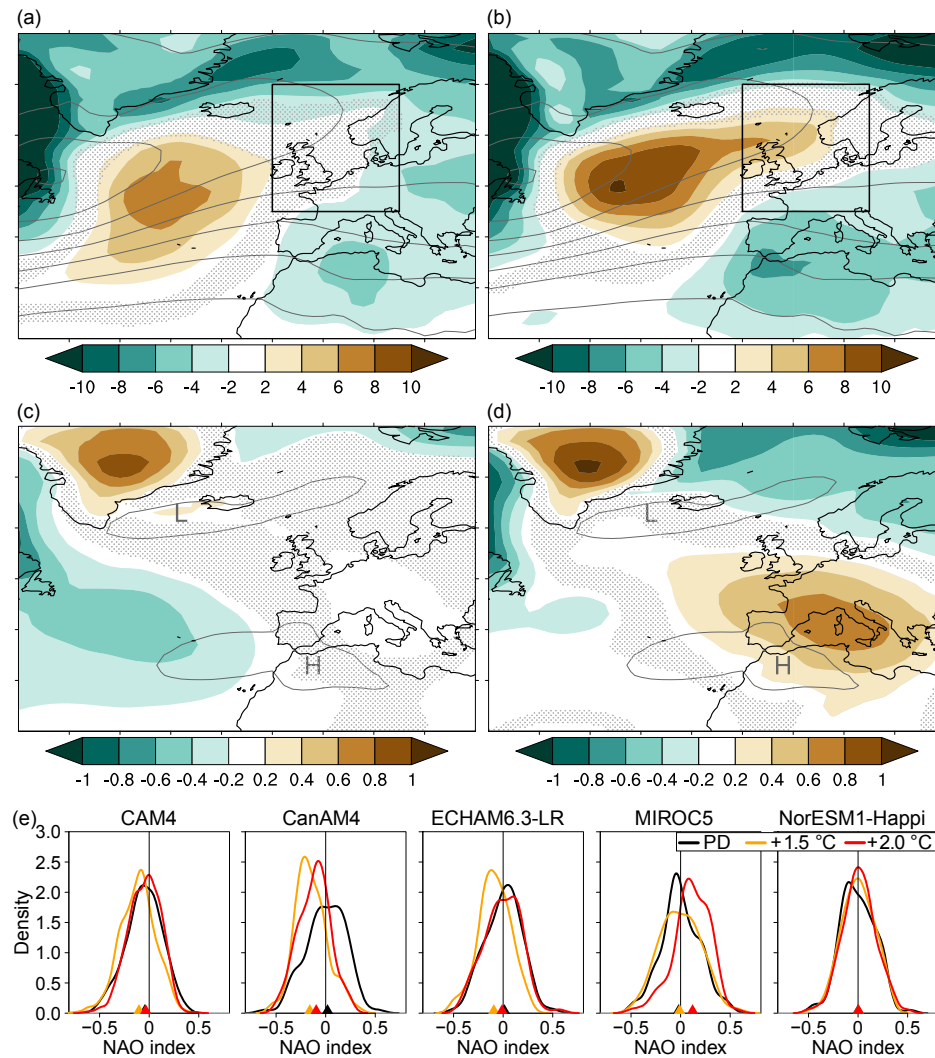 (a) (b)
-10 -8 -6 -4 -2 2 4 6 8 10 -10 -8 -6 -4 -2 2 4 6 8 10
(c) (d)
L L
H H
-1 -0.8 -0.6 -0.4 -0.2 0.2 0.4 0.6 0.8 1 -1 -0.8 -0.6 -0.4 -0.2 0.2 0.4 0.6 0.8 1
(e) CAM4 CanAM4 ECHAM6.3-LR MIROC5 NorESM1-Happi
3.0
PD +1.5 °C +2.0 °C
2.5
2.0
1.5
1.0
0.5
0.0
Density
-0.5 0 0.5 -0.5 0 0.5 -0.5 0 0.5 -0.5 0 0.5 -0.5 0 0.5
NAO index NAO index NAO index NAO index NAO index